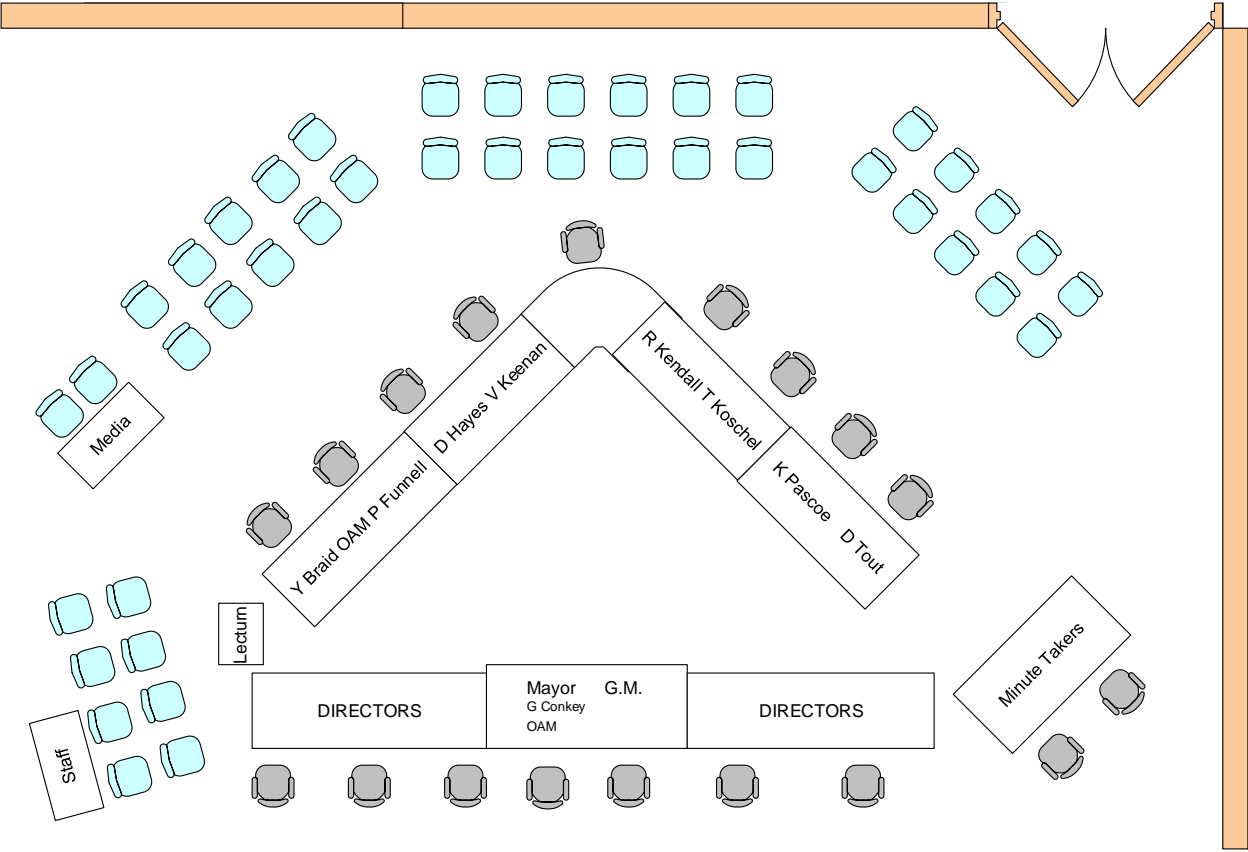 R Kendall T Koschel
D Hayes V Keenan
Media
Y Braid OAM P Funnell
K Pascoe D Tout
Lectum
Minute Takers
Mayor G.M.
G Conkey
OAM
DIRECTORS
DIRECTORS
Staff